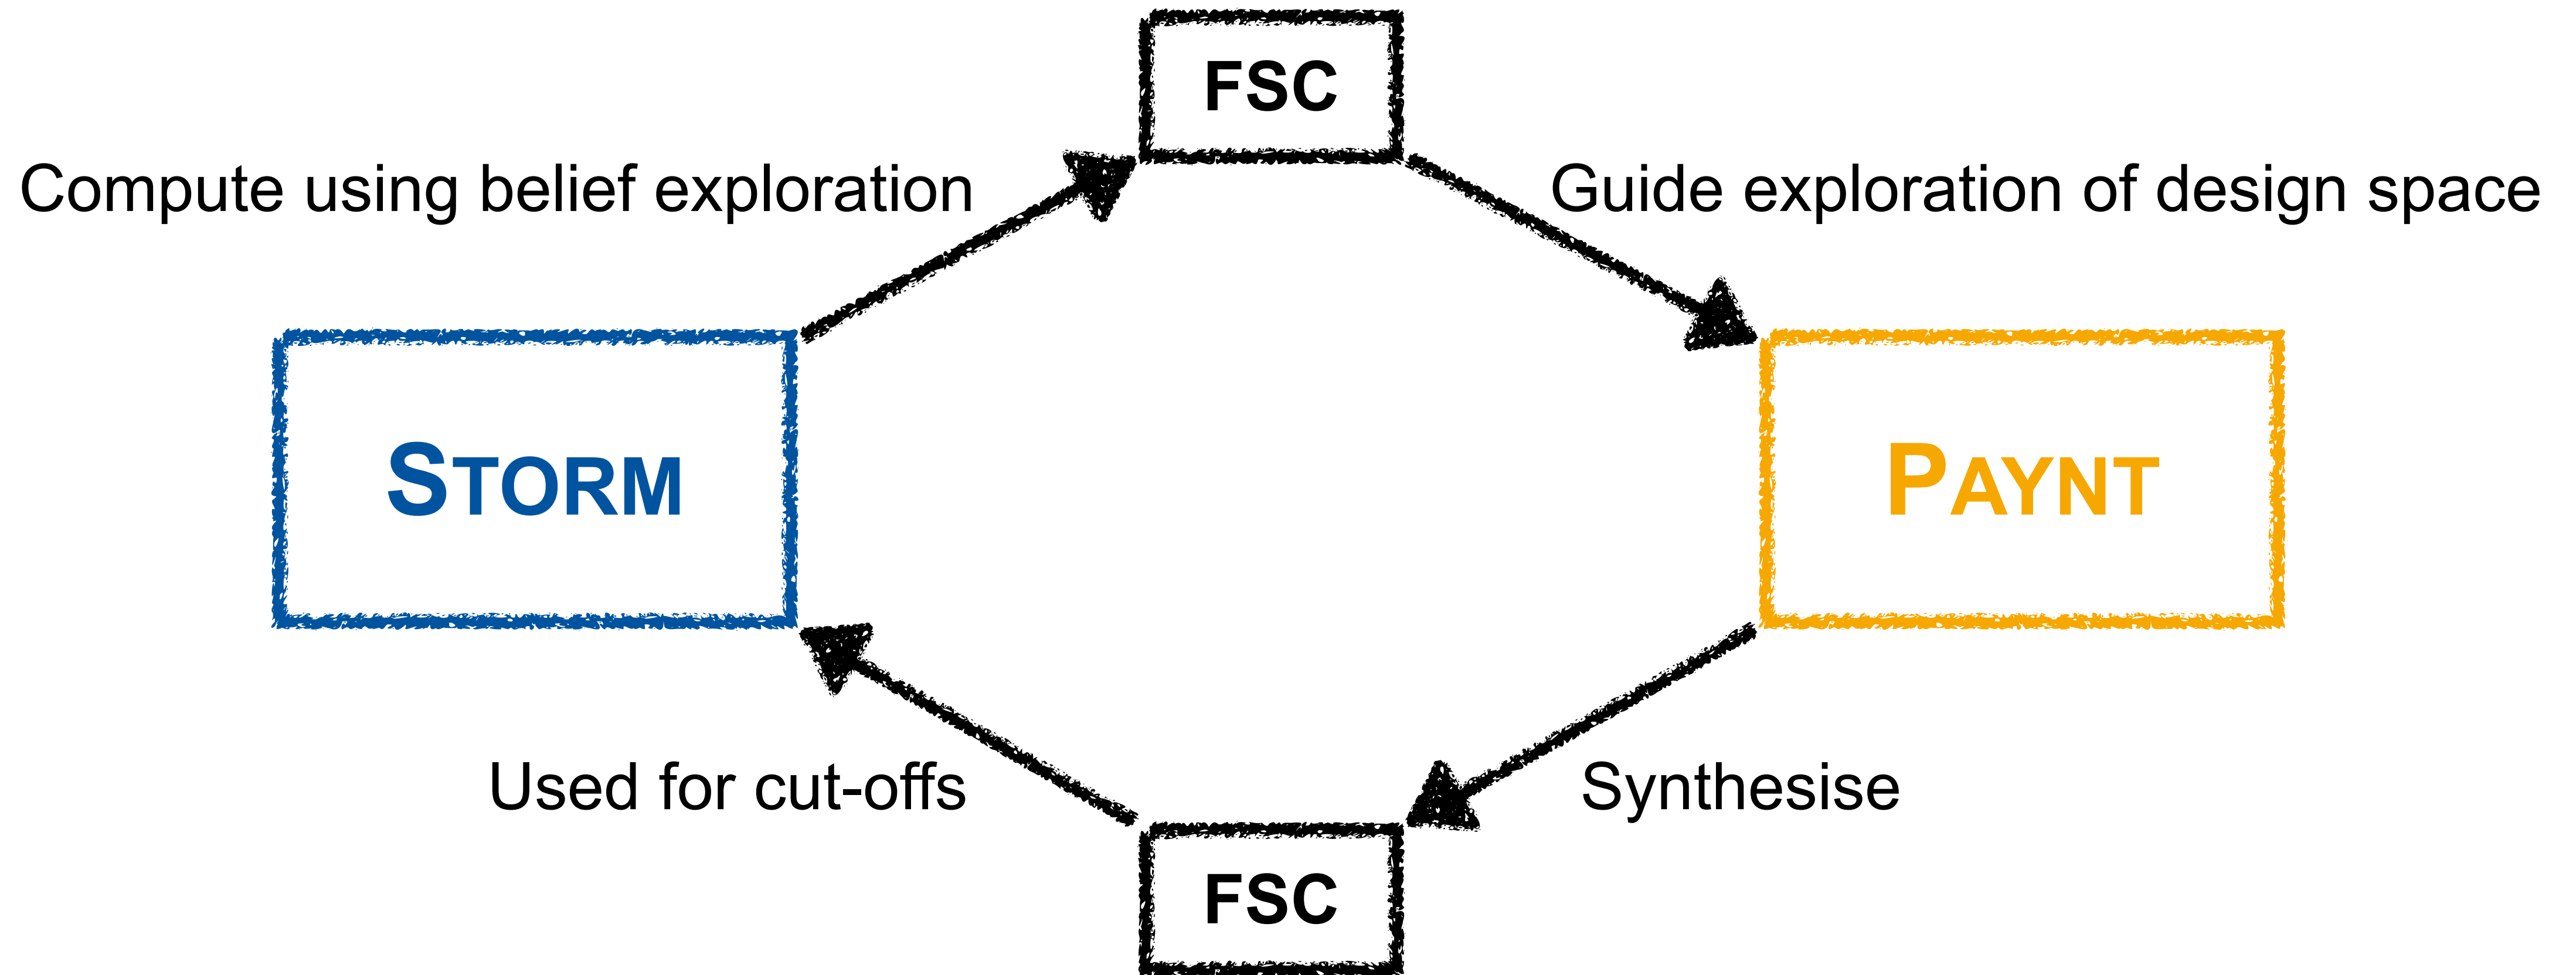 FSC
Compute using belief exploration
Guide exploration of design space
STORM
PAYNT
Used for cut-offs
Synthesise
FSC